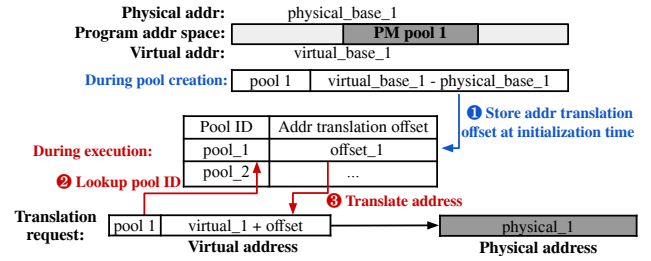 Physical addr: physical_base_1
Program addr space: PM pool 1
Virtual addr: virtual_base_1
During pool creation: pool 1 virtual_base_1 - physical_base_1
❶ Store addr translation
offset at initialization time
Pool ID Addr translation offset
During execution: pool_1 offset_1
pool_2 ...
❷ Lookup pool ID
❸ Translate address
Translation
request: pool 1 virtual_1 + offset physical_1
Virtual address Physical address